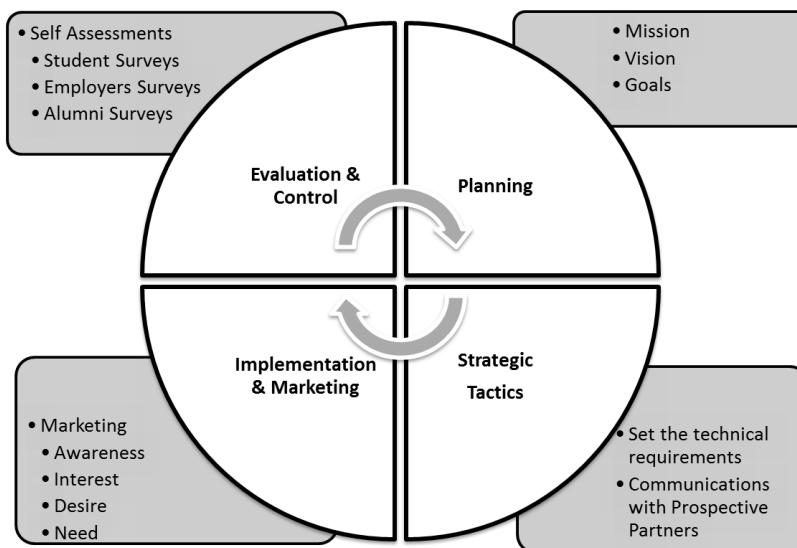 • Self Assessments
• Student Surveys
• Employers Surveys
• Alumni Surveys
• Mission
• Vision
• Goals
Evaluation &
Control
Planning
Implementation
& Marketing
Strategic
Tactics
• Marketing
• Awareness
• Interest
• Desire
• Need
• Set the technical
requirements
• Communications
with Prospective
Partners